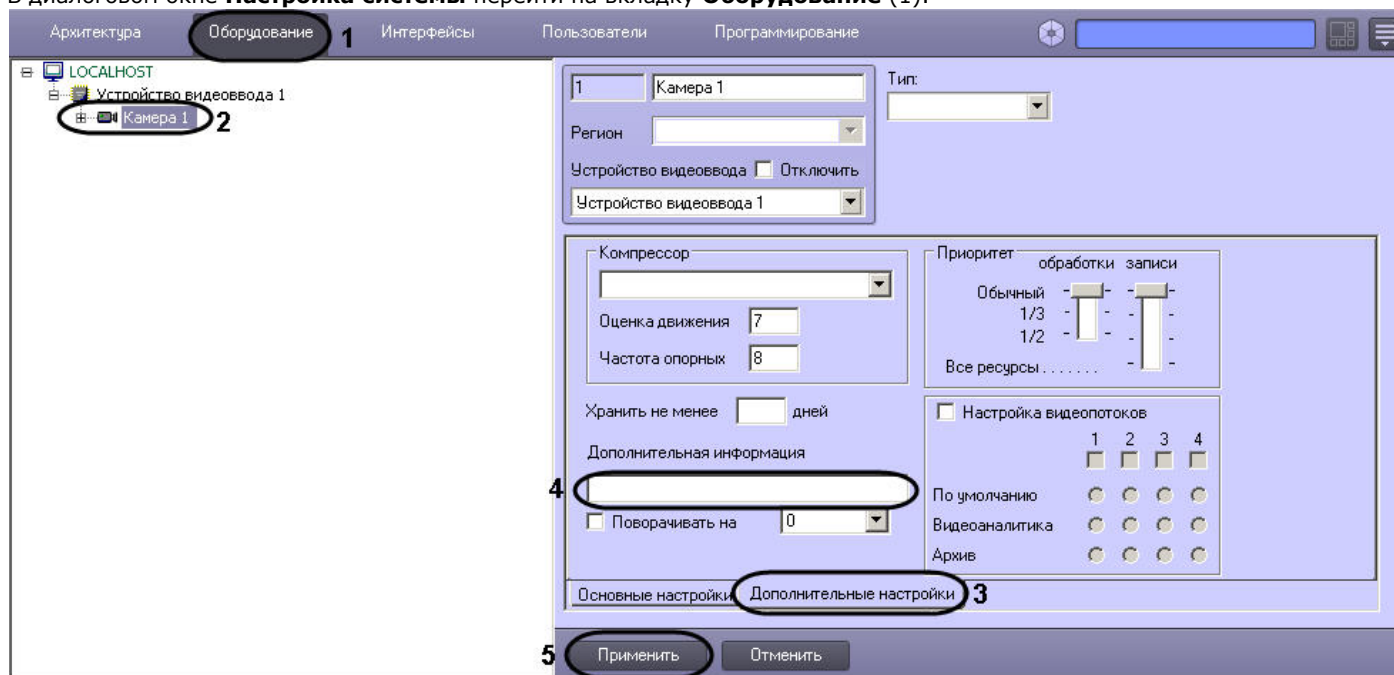 В диалоговом окне Настройка системы перейти на вкладку Оборудование (1).
Архитектура Оборудование 1 Интерфейсы Пользователи Программирование
LOCALHOST
Устройство видеоввода 1
Камера 1 2
1 Камера 1
Тип:
Регион
Устройство видеоввода Отключить
Устройство видеоввода 1
Компрессор
Оценка движения 7
Частота опорных 8
Приоритет
обработки записи
Обычный
1/3
1/2
Все ресурсы . . . . . . .
Хранить не менее дней
Дополнительная информация
4
Поворачивать на 0
Настройка видеопотоков
1 2 3 4
По умолчанию
Видеоаналитика
Архив
Основные настройки Дополнительные настройки 3
5 Применить Отменить